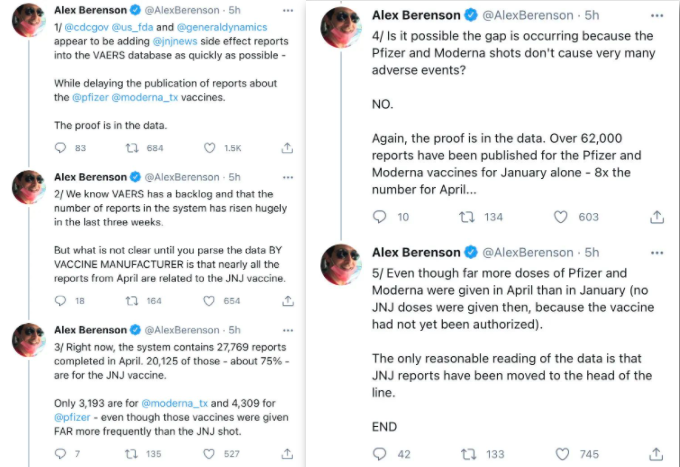 Alex Berenson @AlexBerenson · 5h
1/ @cdcgov @us_fda and @generaldynamics
appear to be adding @jnjnews side effect reports
into the VAERS database as quickly as possible -
While delaying the publication of reports about
the @pfizer @moderna_tx vaccines.
The proof is in the data.
83 684 1.5K
Alex Berenson @AlexBerenson · 5h
2/ We know VAERS has a backlog and that the
number of reports in the system has risen hugely
in the last three weeks.
But what is not clear until you parse the data BY
VACCINE MANUFACTURER is that nearly all the
reports from April are related to the JNJ vaccine.
18 164 654
Alex Berenson @AlexBerenson · 5h
3/ Right now, the system contains 27,769 reports
completed in April. 20,125 of those - about 75% -
are for the JNJ vaccine.
Only 3,193 are for @moderna_tx and 4,309 for
@pfizer - even though those vaccines were given
FAR more frequently than the JNJ shot.
7 135 527
Alex Berenson @AlexBerenson · 5h
4/ Is it possible the gap is occurring because the
Pfizer and Moderna shots don't cause very many
adverse events?
NO.
Again, the proof is in the data. Over 62,000
reports have been published for the Pfizer and
Moderna vaccines for January alone - 8x the
number for April...
10 134 603
Alex Berenson @AlexBerenson · 5h
5/ Even though far more doses of Pfizer and
Moderna were given in April than in January (no
JNJ doses were given then, because the vaccine
had not yet been authorized).
The only reasonable reading of the data is that
JNJ reports have been moved to the head of the
line.
END
42 133 745